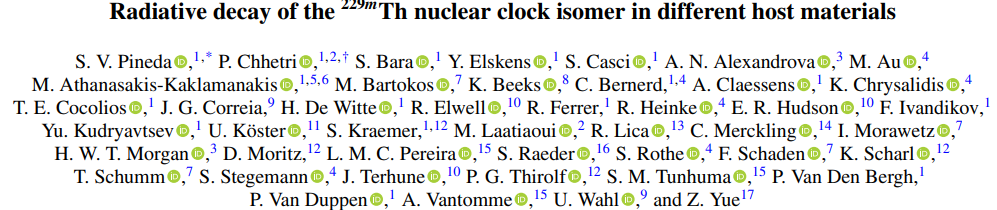 Radiative decay of the 229mTh nuclear clock isomer in different host materials
S. V. Pineda,1,* P. Chhetri,1,2,† S. Bara,1 Y. Elskens,1 S. Casci,1 A. N. Alexandrova,3 M. Au,4
M. Athanasakis-Kaklamanakis,1,5,6 M. Bartokos,7 K. Beeks,8 C. Bernerd,1,4 A. Claessens,1 K. Chrysalidis,4
T. E. Cocolios,1 J. G. Correia,9 H. De Witte,1 R. Elwell,10 R. Ferrer,1 R. Heinke,4 E. R. Hudson,10 F. Ivandikov,1
Yu. Kudryavtsev,1 U. Köster,11 S. Kraemer,1,12 M. Laatiaoui,2 R. Lica,13 C. Merckling,14 I. Morawetz,7
H. W. T. Morgan,3 D. Moritz,12 L. M. C. Pereira,15 S. Raeder,16 S. Rothe,4 F. Schaden,7 K. Scharl,12
T. Schumm,7 S. Stegemann,4 J. Terhune,10 P. G. Thirolf,12 S. M. Tunhuma,15 P. Van Den Bergh,1
P. Van Duppen,1 A. Vantomme,15 U. Wahl,9 and Z. Yue17